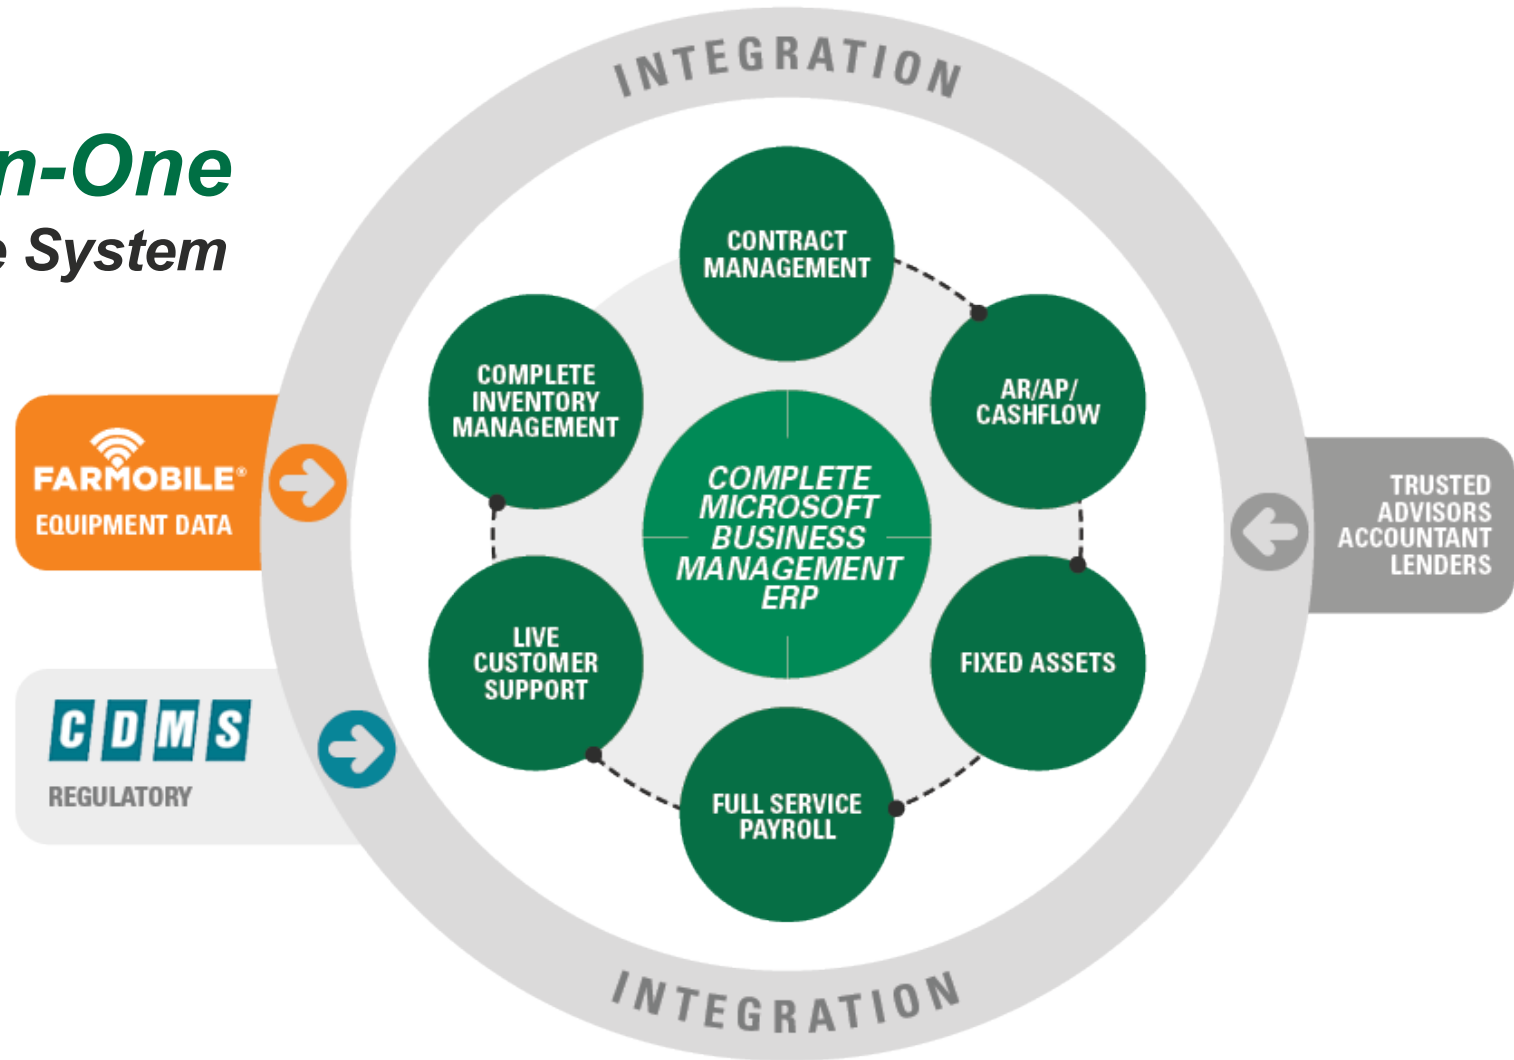 INTEGRATION
n-One
e System
CONTRACT
MANAGEMENT
COMPLETE
INVENTORY
MANAGEMENT
AR/AP/
CASHFLOW
FARMOBILE®
EQUIPMENT DATA
COMPLETE
MICROSOFT
BUSINESS
MANAGEMENT
ERP
TRUSTED
ADVISORS
ACCOUNTANT
LENDERS
LIVE
CUSTOMER
SUPPORT
FIXED ASSETS
CDMS
REGULATORY
FULL SERVICE
PAYROLL
INTEGRATION